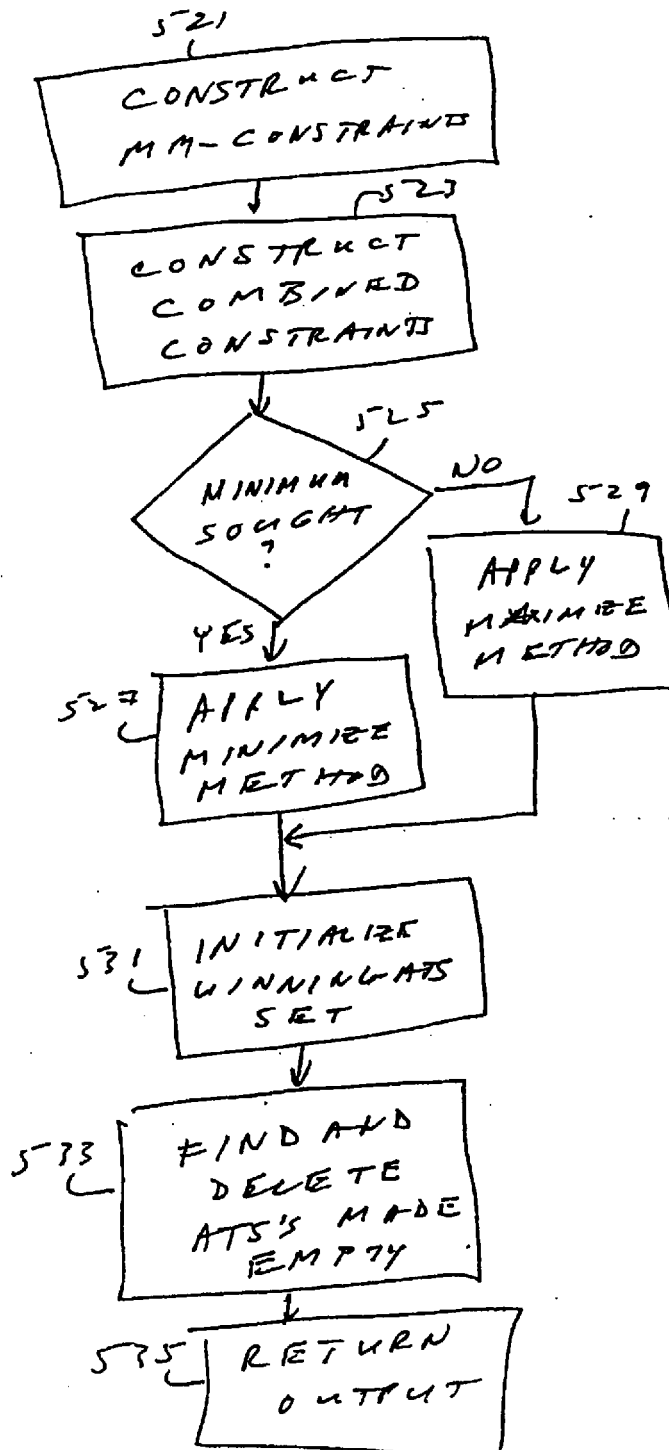 521
CONSTRUCT
MM-CONSTRAINTS
523
CONSTRUCT
COMBINED
CONSTRAINTS
525
MINIMUM
SOUGHT
?
NO
529
APPLY
MAXIMIZE
METHOD
YES
527
APPLY
MINIMIZE
METHOD
531
INITIALIZE
WINNINGATS
SET
533
FIND AND
DELETE
ATS'S MADE
EMPTY
535
RETURN
OUTPUT